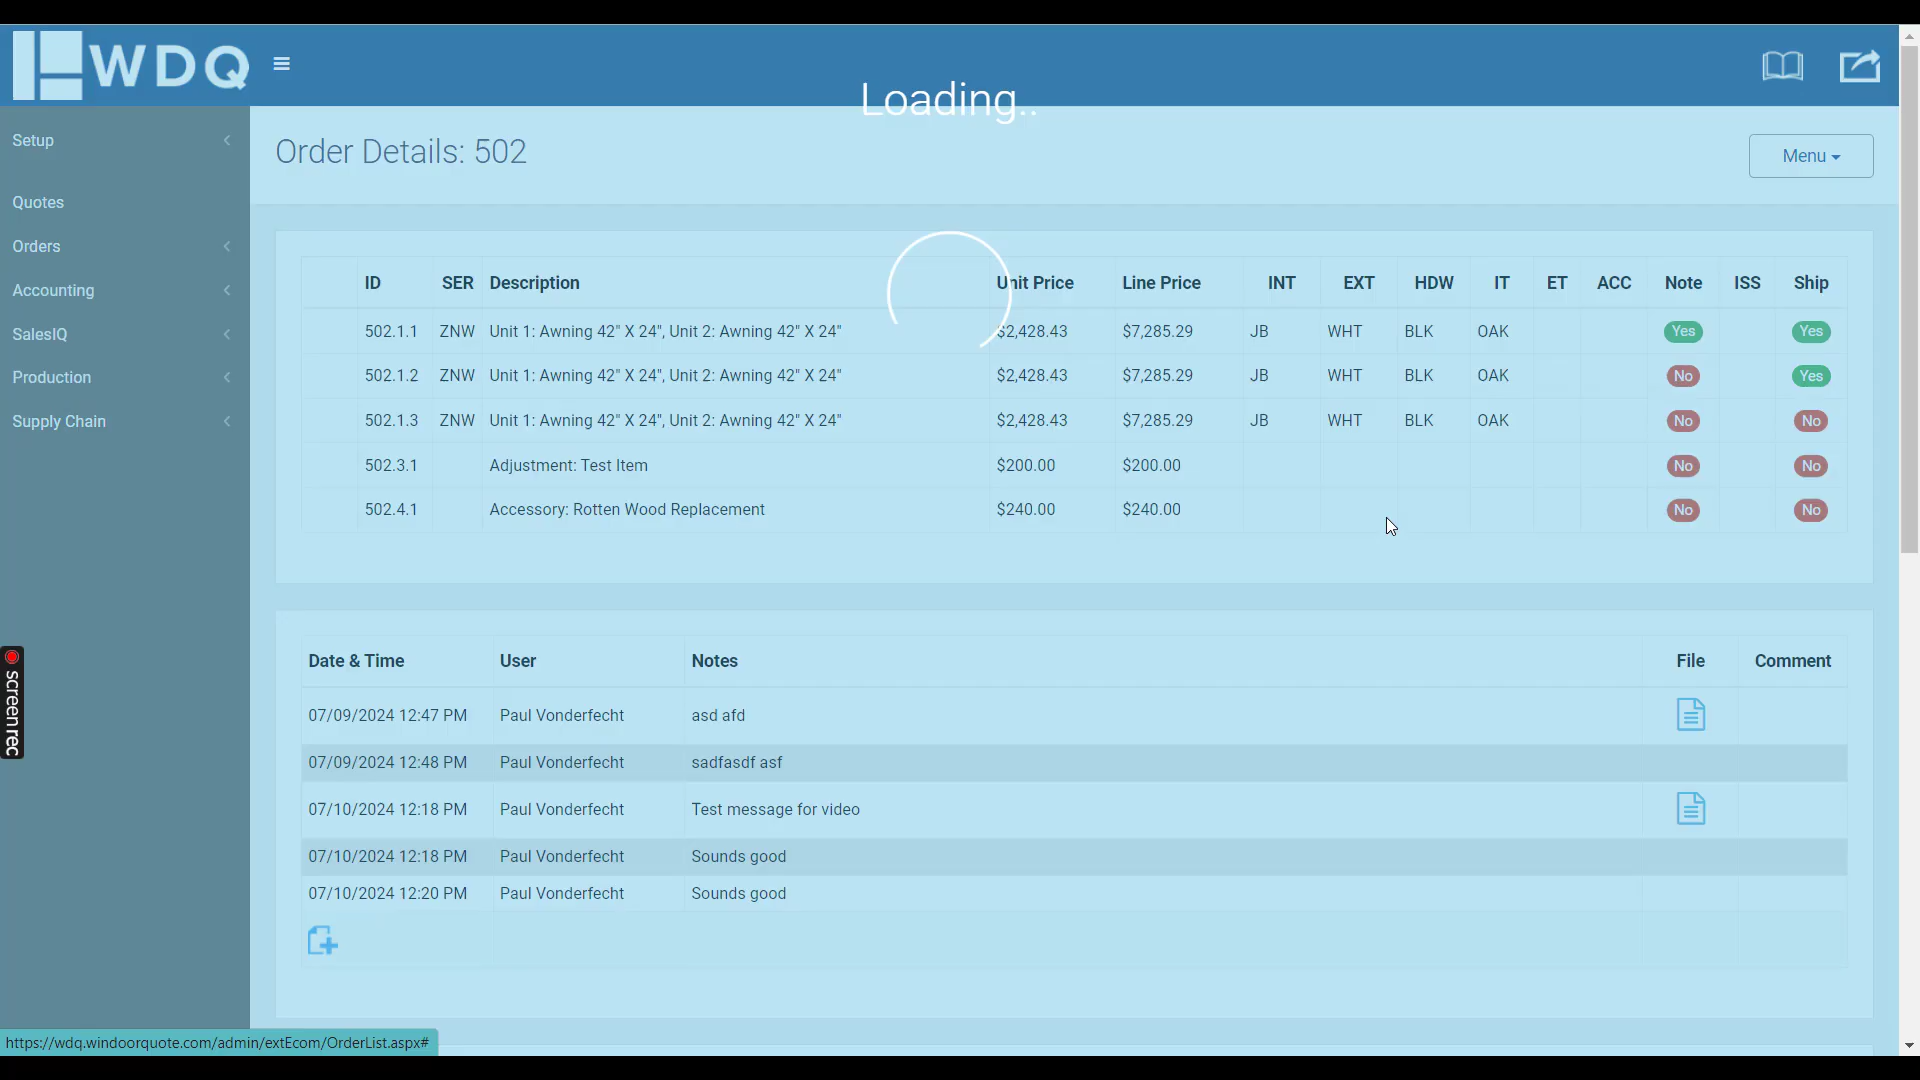 WDQ
Loading..
Setup
Order Details: 502
Menu
Quotes
Orders
Accounting
SalesIQ
Production
Supply Chain
ID SER Description Unit Price Line Price INT EXT HDW IT ET ACC Note ISS Ship
502.1.1 ZNW Unit 1: Awning 42" X 24", Unit 2: Awning 42" X 24" $2,428.43 $7,285.29 JB WHT BLK OAK Yes Yes
502.1.2 ZNW Unit 1: Awning 42" X 24", Unit 2: Awning 42" X 24" $2,428.43 $7,285.29 JB WHT BLK OAK No Yes
502.1.3 ZNW Unit 1: Awning 42" X 24", Unit 2: Awning 42" X 24" $2,428.43 $7,285.29 JB WHT BLK OAK No No
502.3.1 Adjustment: Test Item $200.00 $200.00 No No
502.4.1 Accessory: Rotten Wood Replacement $240.00 $240.00 No No
Date & Time User Notes File Comment
07/09/2024 12:47 PM Paul Vonderfecht asd afd
07/09/2024 12:48 PM Paul Vonderfecht sadfasdf asf
07/10/2024 12:18 PM Paul Vonderfecht Test message for video
07/10/2024 12:18 PM Paul Vonderfecht Sounds good
07/10/2024 12:20 PM Paul Vonderfecht Sounds good
screenrec
https://wdq.windoorquote.com/admin/extEcom/OrderList.aspx#